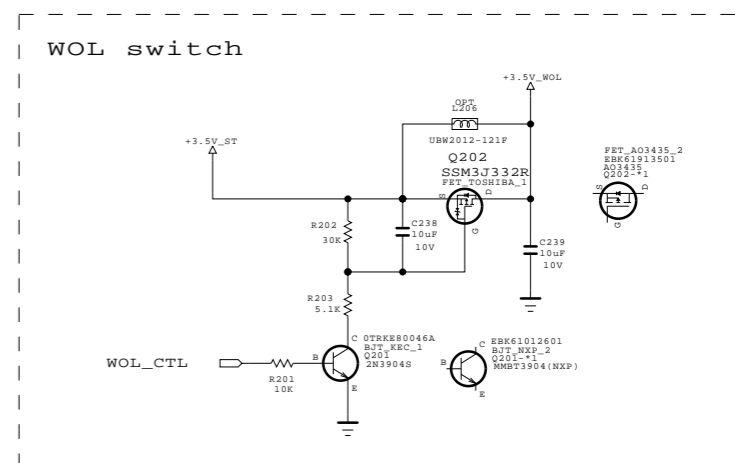 WOL switch
+3.5V_WOL
OPT
L206
UBW2012-121F
+3.5V_ST
Q202
SSM3J332R
FET_TOSHIBA_1
S
D
G
FET_AO3435_2
EBK61913501
AO3435
Q202-*1
S
D
G
R202
30K
C238
10uF
10V
C239
10uF
10V
R203
5.1K
WOL_CTL
R201
10K
B
C
E
0TRKE80046A
BJT_KEC_1
Q201
2N3904S
B
C
E
EBK61012601
BJT_NXP_2
Q201-*1
MMBT3904(NXP)